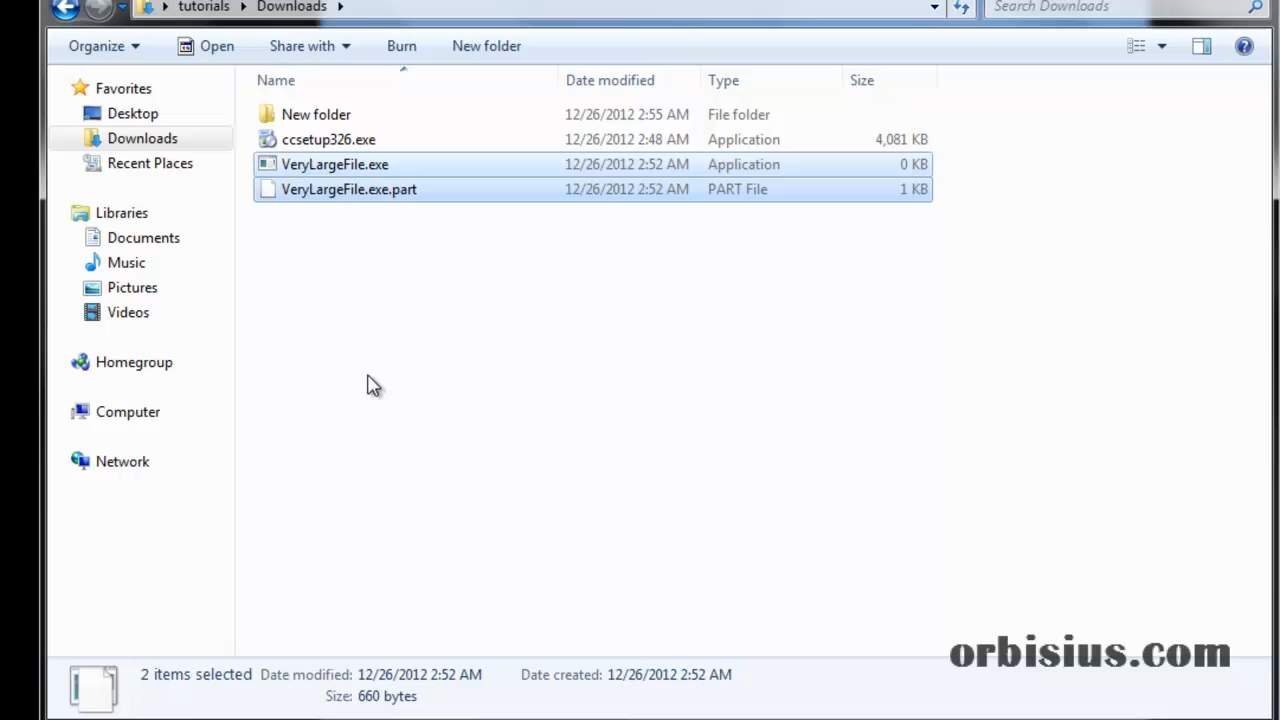 tutorials Downloads Search Downloads
Organize Open Share with Burn New folder
Name Date modified Type Size
Favorites
Desktop
Downloads
Recent Places
Libraries
Documents
Music
Pictures
Videos
Homegroup
Computer
Network
New folder 12/26/2012 2:55 AM File folder
ccsetup326.exe 12/26/2012 2:48 AM Application 4,081 KB
VeryLargeFile.exe 12/26/2012 2:52 AM Application 0 KB
VeryLargeFile.exe.part 12/26/2012 2:52 AM PART File 1 KB
orbisius.com
2 items selected Date modified: 12/26/2012 2:52 AM Date created: 12/26/2012 2:52 AM
Size: 660 bytes